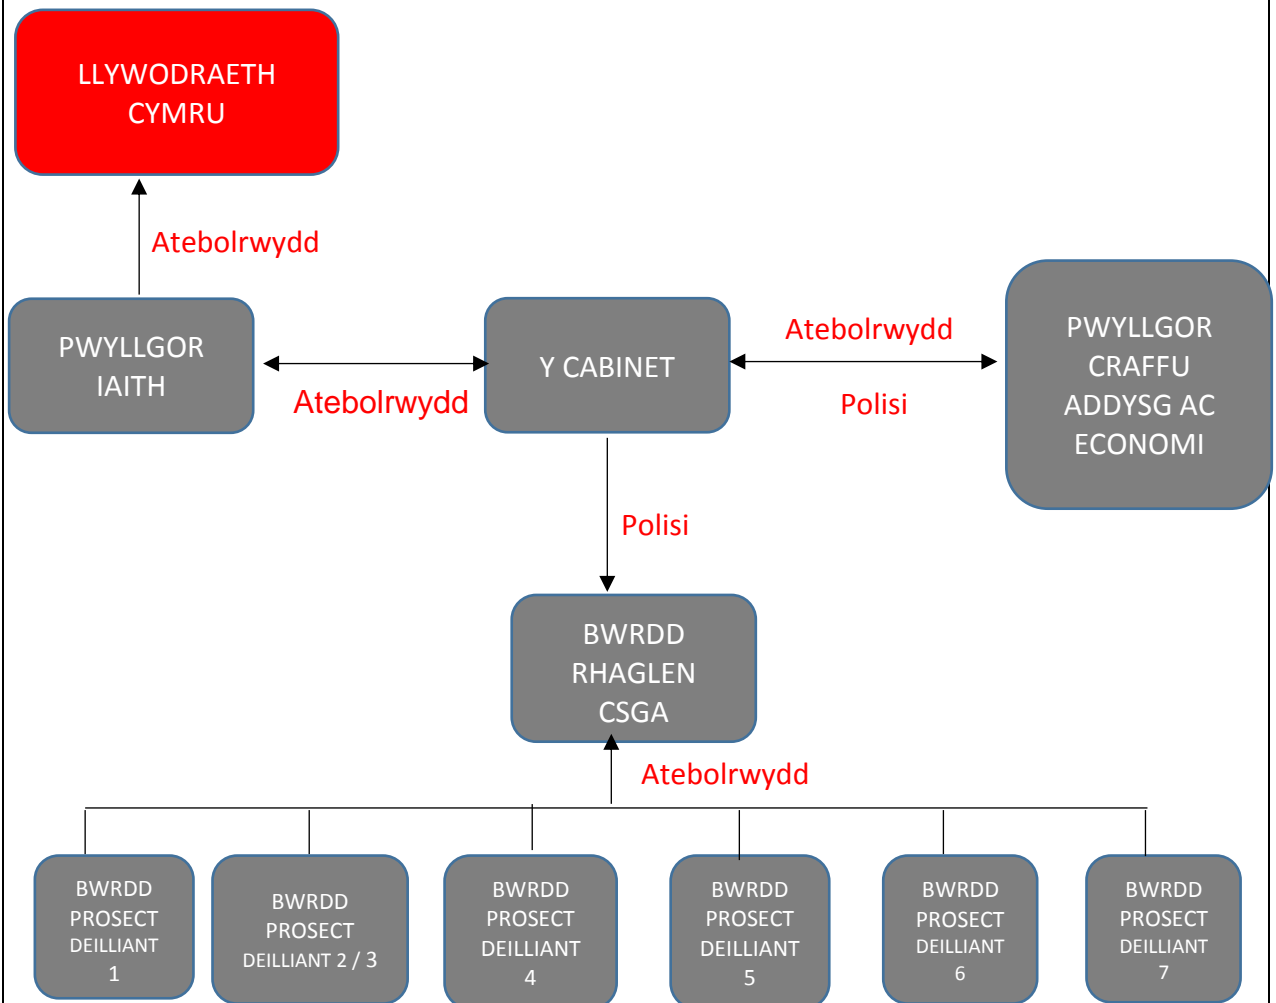 LLYWODRAETH
CYMRU
Atebolrwydd
PWYLLGOR
IAITH
Atebolrwydd
Y CABINET
Atebolrwydd
Polisi
PWYLLGOR
CRAFFU
ADDYSG AC
ECONOMI
Polisi
BWRDD
RHAGLEN
CSGA
Atebolrwydd
BWRDD
PROSECT
DEILLIANT
1
BWRDD
PROSECT
DEILLIANT 2 / 3
BWRDD
PROSECT
DEILLIANT
4
BWRDD
PROSECT
DEILLIANT
5
BWRDD
PROSECT
DEILLIANT
6
BWRDD
PROSECT
DEILLIANT
7